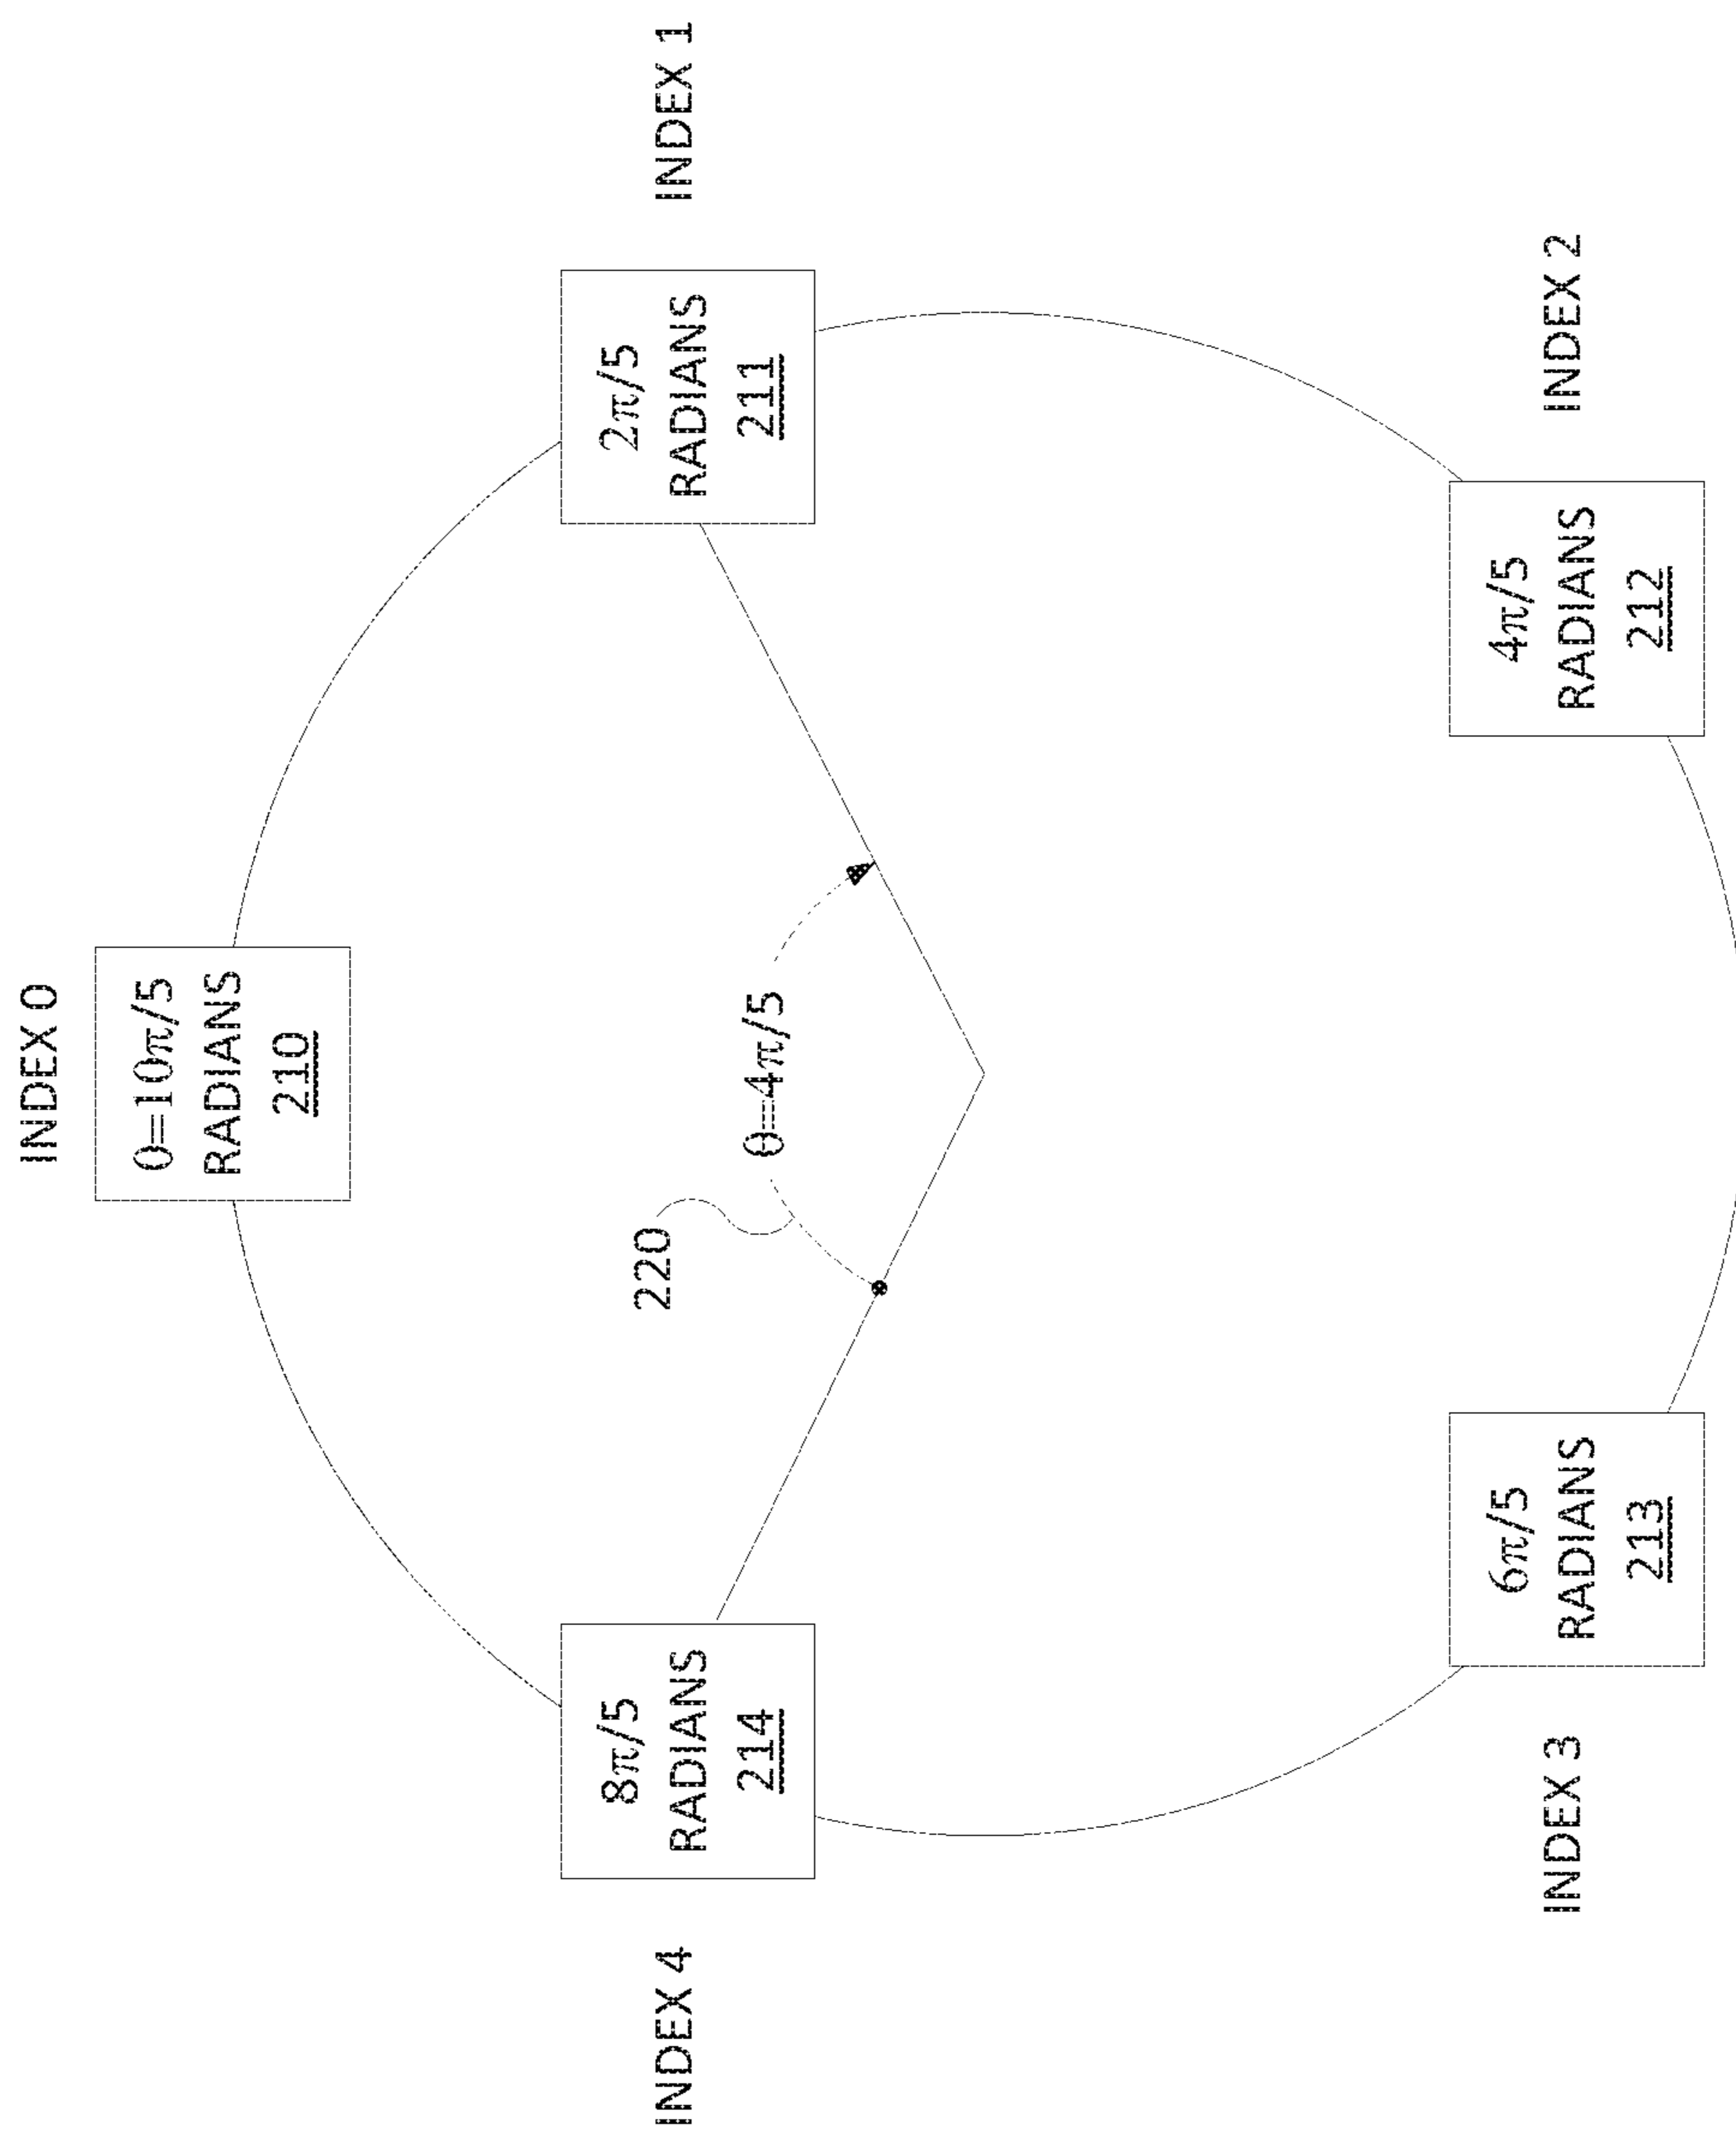 INDEX 0
0=10π/5
RADIANS
210
INDEX 4
8π/5
RADIANS
214
2π/5
RADIANS
211
INDEX 1
220
θ=4π/5
INDEX 3
6π/5
RADIANS
213
4π/5
RADIANS
212
INDEX 2